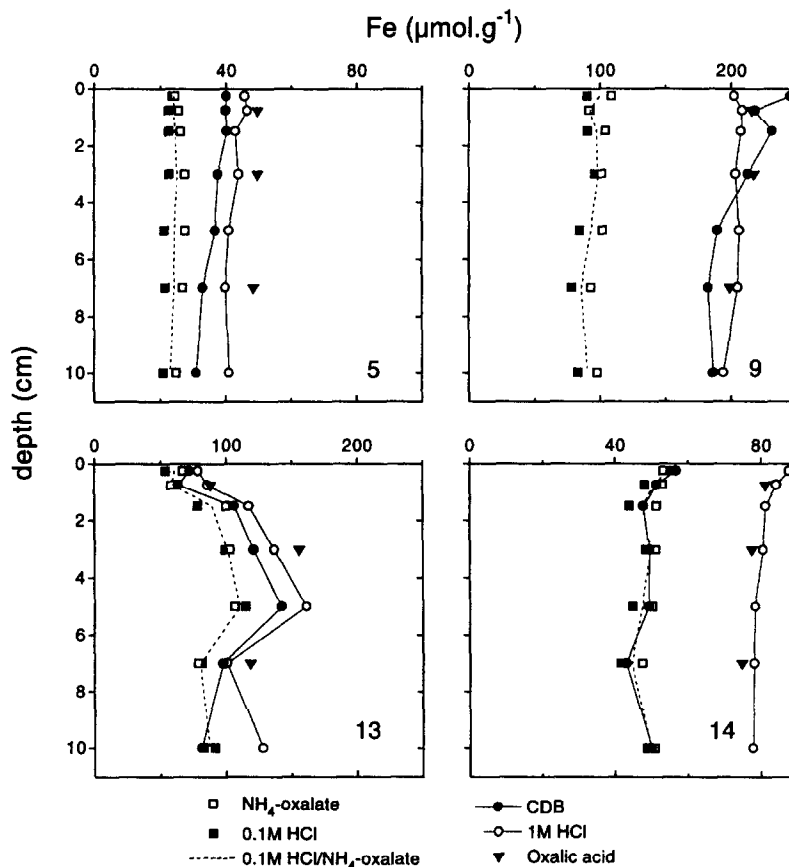 Fe (µmol.g⁻¹)
0 40 80
0 100 200
0
2
4
6
8
10
5
9
depth (cm)
0 100 200
0 40 80
0
2
4
6
8
10
13
14
NH₄-oxalate
CDB
0.1M HCl
1M HCl
0.1M HCl/NH₄-oxalate
Oxalic acid